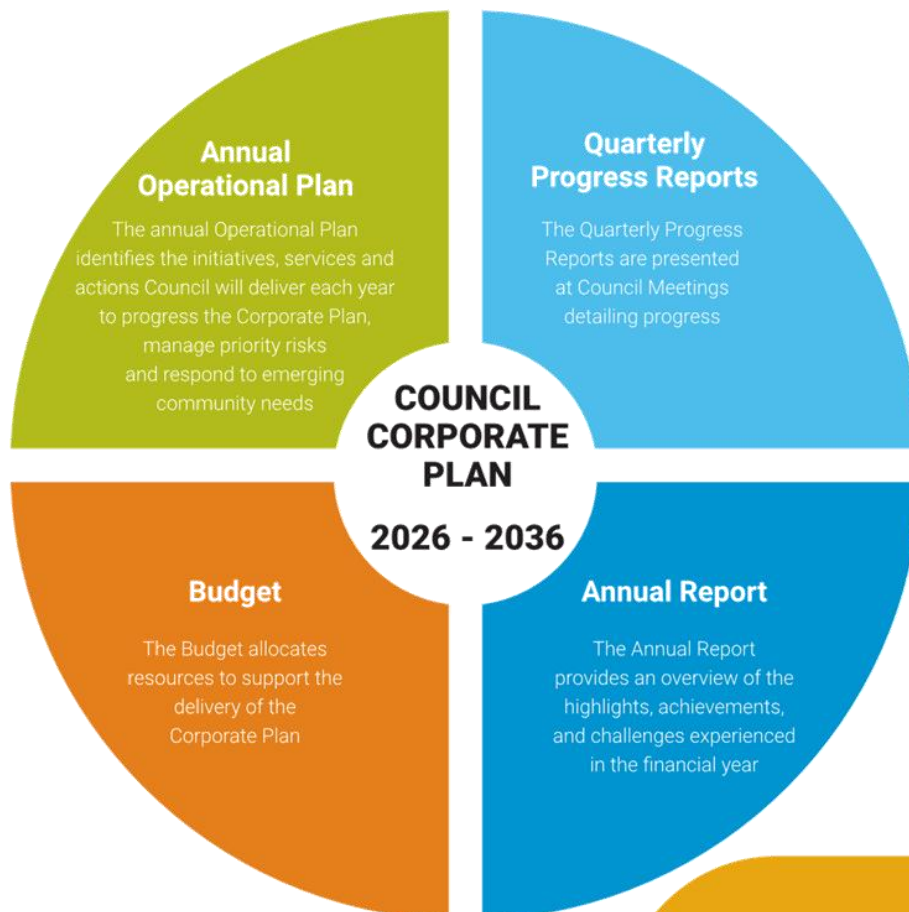 Annual
Operational Plan
The annual Operational Plan
identifies the initiatives, services and
actions Council will deliver each year
to progress the Corporate Plan,
manage priority risks
and respond to emerging
community needs
Quarterly
Progress Reports
The Quarterly Progress
Reports are presented
at Council Meetings
detailing progress
COUNCIL
CORPORATE
PLAN
2026 - 2036
Budget
The Budget allocates
resources to support the
delivery of the
Corporate Plan
Annual Report
The Annual Report
provides an overview of the
highlights, achievements,
and challenges experienced
in the financial year